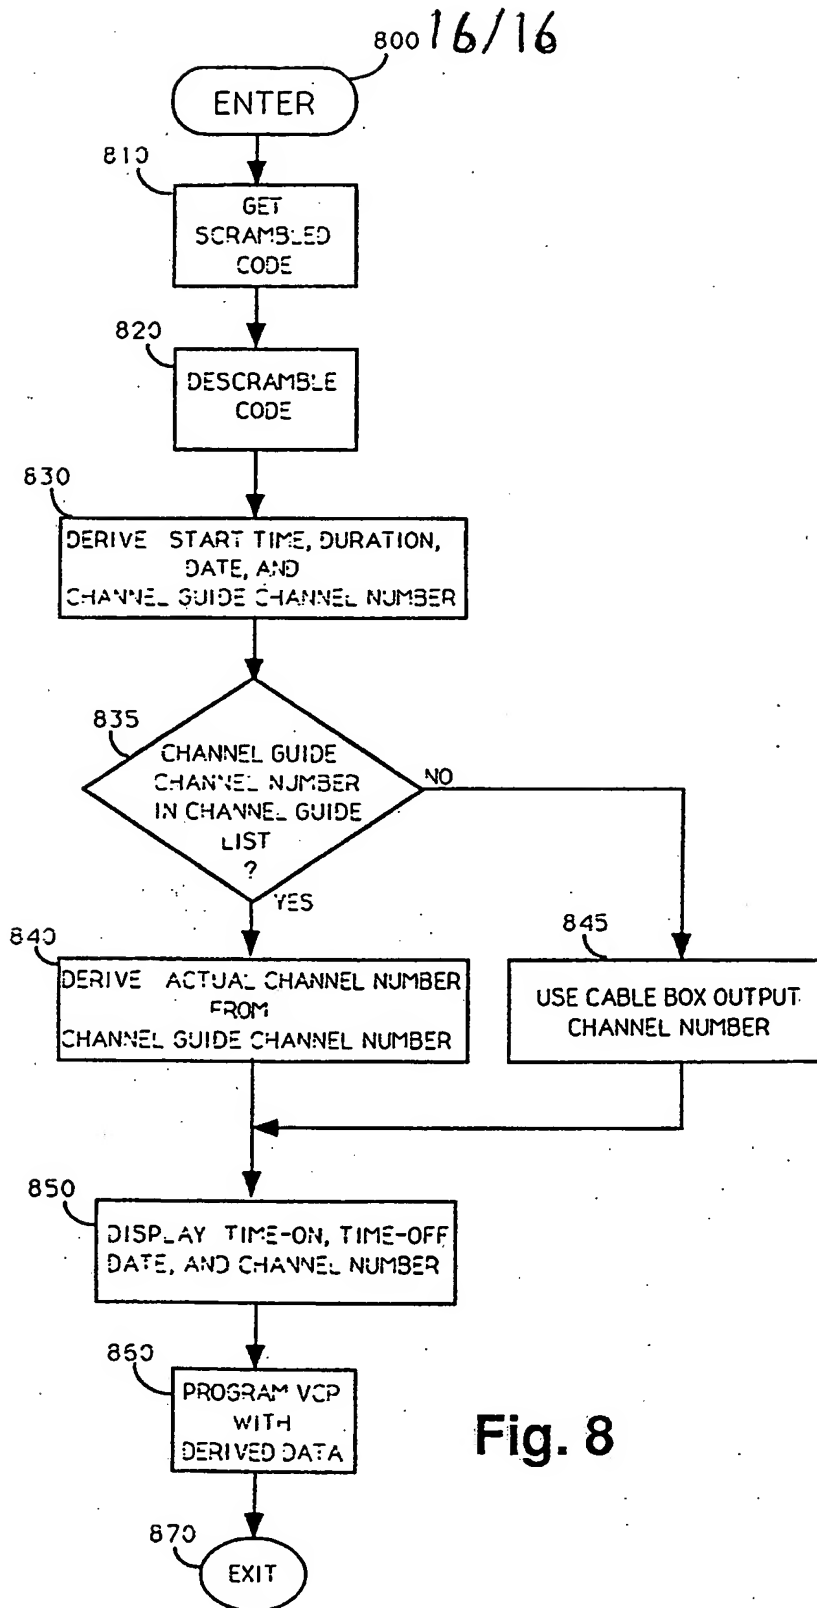 800 16/16
ENTER
810
GET
SCRAMBLED
CODE
820
DESCRAMBLE
CODE
830
DERIVE START TIME, DURATION,
DATE, AND
CHANNEL GUIDE CHANNEL NUMBER
835
CHANNEL GUIDE
CHANNEL NUMBER
IN CHANNEL GUIDE
LIST
?
NO
YES
840
DERIVE ACTUAL CHANNEL NUMBER
FROM
CHANNEL GUIDE CHANNEL NUMBER
845
USE CABLE BOX OUTPUT
CHANNEL NUMBER
850
DISPLAY TIME-ON, TIME-OFF
DATE, AND CHANNEL NUMBER
860
PROGRAM VCP
WITH
DERIVED DATA
Fig. 8
870
EXIT